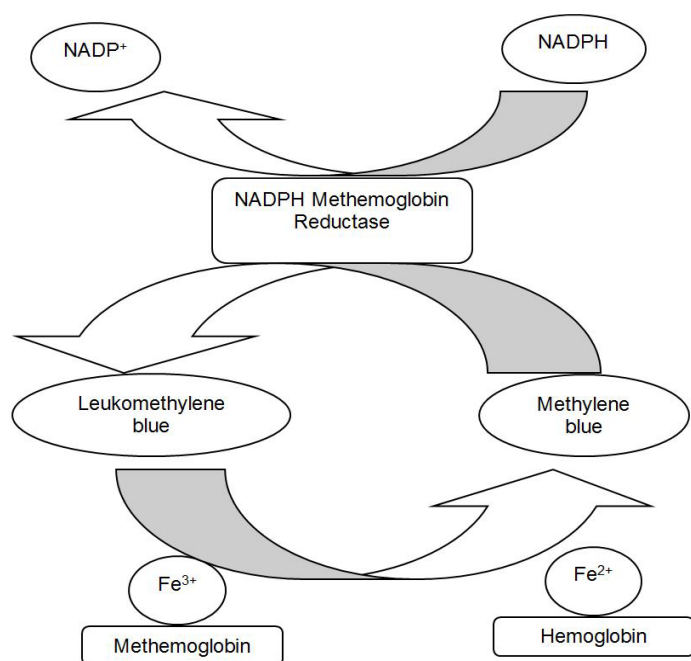 NADP⁺
NADPH
NADPH Methemoglobin
Reductase
Leukomethylene
blue
Methylene
blue
Fe³⁺
Fe²⁺
Methemoglobin
Hemoglobin